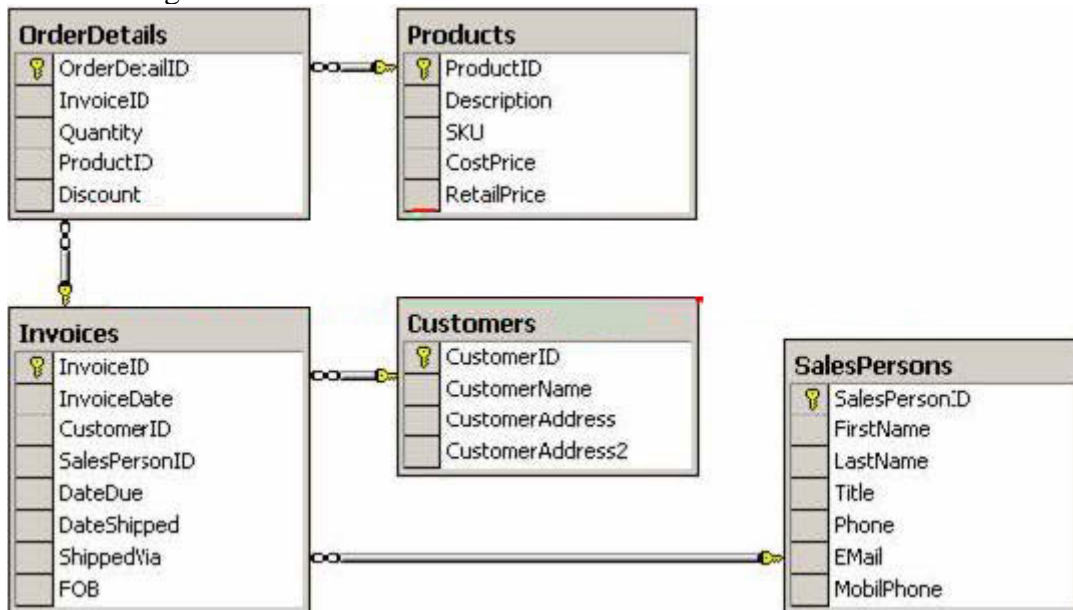 OrderDetails
OrderDetailID
InvoiceID
Quantity
ProductID
Discount
Products
ProductID
Description
SKU
CostPrice
RetailPrice
Invoices
InvoiceID
InvoiceDate
CustomerID
SalesPersonID
DateDue
DateShipped
ShippedVia
FOB
Customers
CustomerID
CustomerName
CustomerAddress
CustomerAddress2
SalesPersons
SalesPersonID
FirstName
LastName
Title
Phone
EMail
MobilPhone